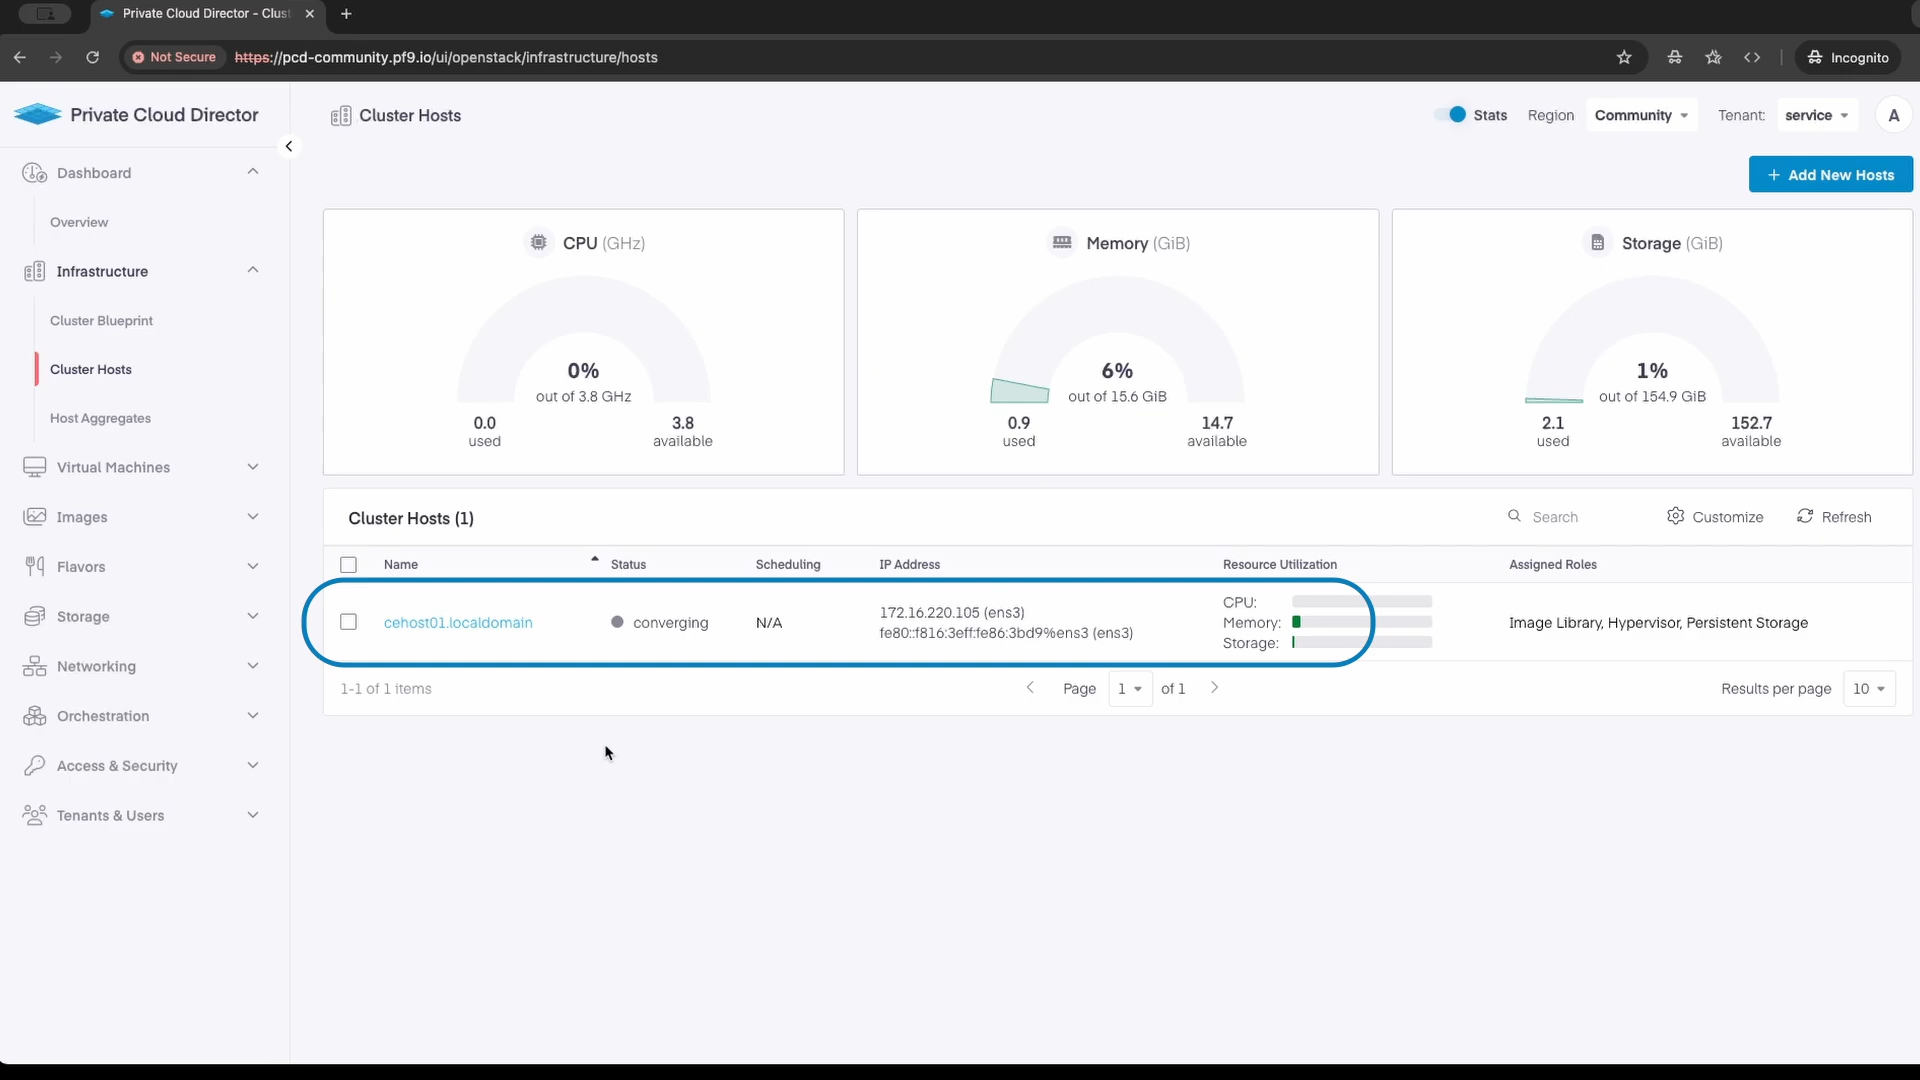 Private Cloud Director - Clust
Not Secure
https://pcd-community.pf9.io/ui/openstack/infrastructure/hosts
Incognito
Private Cloud Director
Cluster Hosts
Stats
Region
Community
Tenant:
service
A
Dashboard
Overview
Infrastructure
Cluster Blueprint
Cluster Hosts
Host Aggregates
Virtual Machines
Images
Flavors
Storage
Networking
Orchestration
Access & Security
Tenants & Users
+ Add New Hosts
CPU (GHz)
0%
out of 3.8 GHz
0.0
used
3.8
available
Memory (GiB)
6%
out of 15.6 GiB
0.9
used
14.7
available
Storage (GiB)
1%
out of 154.9 GiB
2.1
used
152.7
available
Cluster Hosts (1)
Search
Customize
Refresh
Name
Status
Scheduling
IP Address
Resource Utilization
Assigned Roles
cehost01.localdomain
converging
N/A
172.16.220.105 (ens3)
fe80::f816:3eff:fe86:3bd9%ens3 (ens3)
CPU:
Memory:
Storage:
Image Library, Hypervisor, Persistent Storage
1-1 of 1 items
Page
1
of 1
Results per page
10